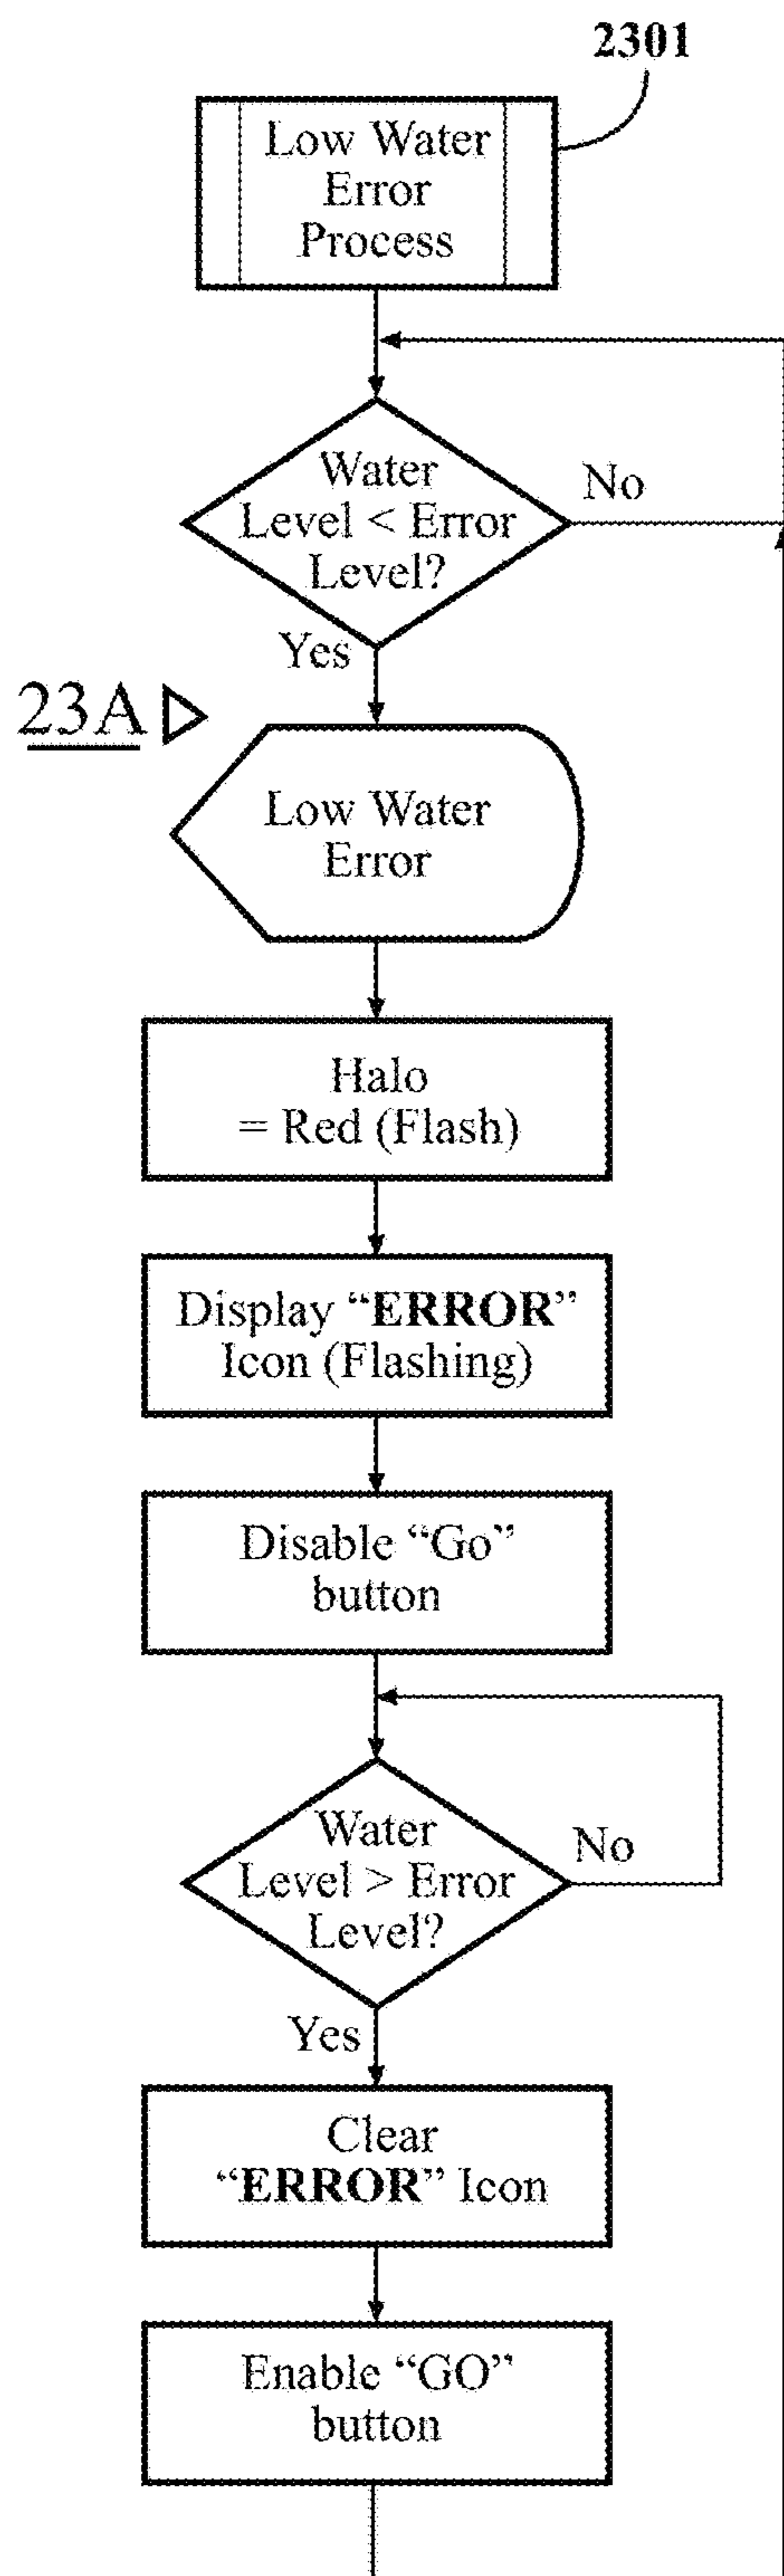 2301
Low Water
Error
Process
Water
Level < Error
Level?
No
Yes
23A
Low Water
Error
Halo
= Red (Flash)
Display “ERROR”
Icon (Flashing)
Disable “Go”
button
Water
Level > Error
Level?
No
Yes
Clear
“ERROR” Icon
Enable “GO”
button